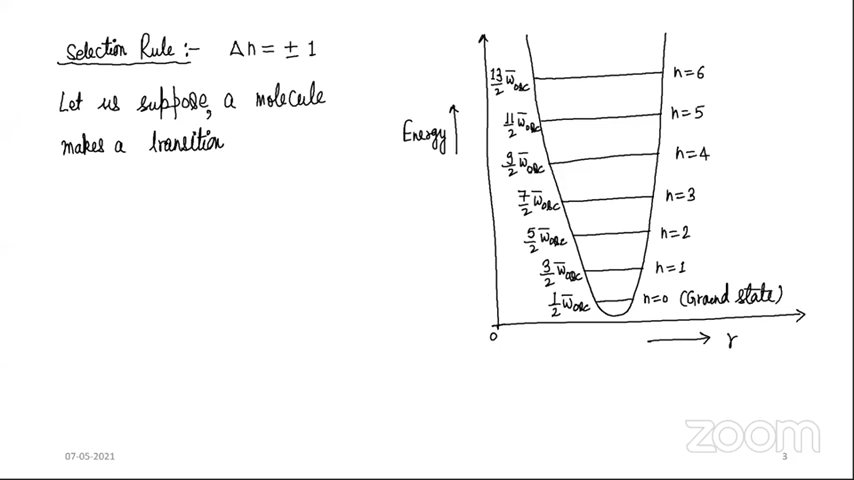 Selection Rule :- Δn = ± 1
Let us suppose, a molecule
makes a transition
Energy
13/2 w̄osc n=6
11/2 w̄osc n=5
9/2 w̄osc n=4
7/2 w̄osc n=3
5/2 w̄osc n=2
3/2 w̄osc n=1
1/2 w̄osc n=0 (Ground state)
0
r
zoom
07-05-2021
3